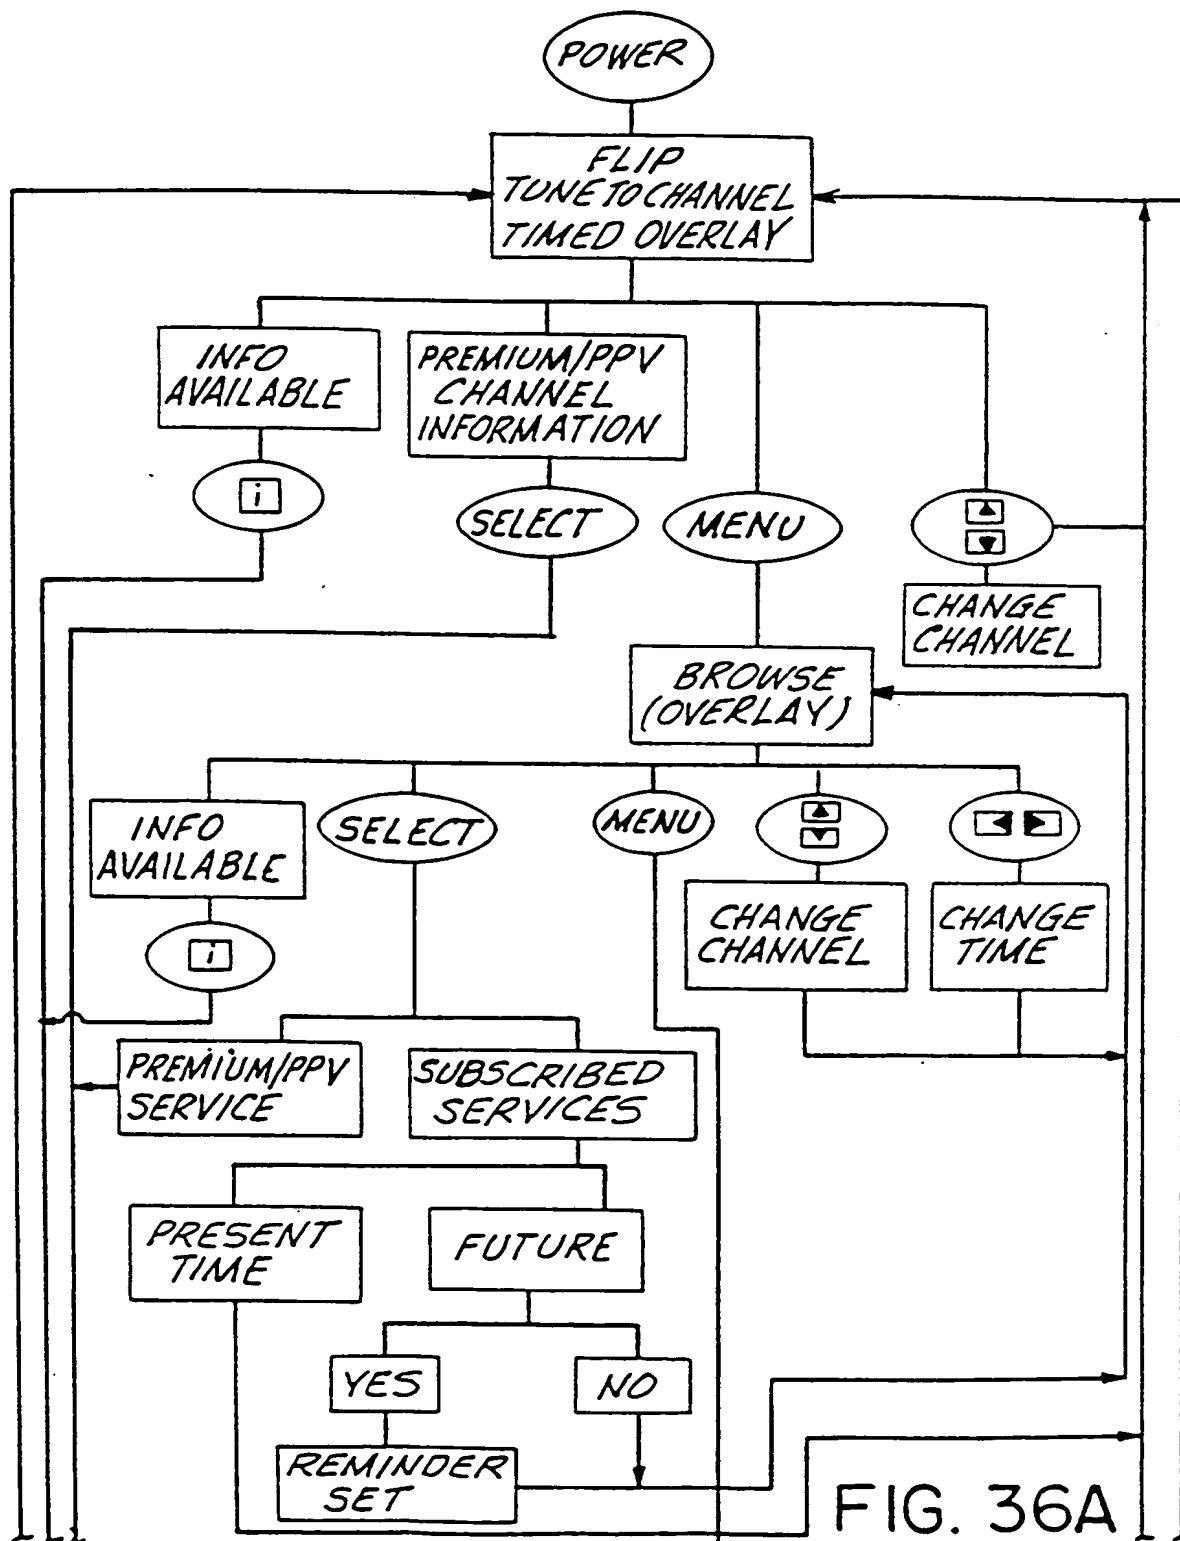 POWER
FLIP
TUNE TO CHANNEL
TIMED OVERLAY
INFO
AVAILABLE
i
PREMIUM/PPV
CHANNEL
INFORMATION
SELECT
MENU
CHANGE
CHANNEL
BROWSE
(OVERLAY)
INFO
AVAILABLE
i
SELECT
MENU
CHANGE
CHANNEL
CHANGE
TIME
PREMIUM/PPV
SERVICE
SUBSCRIBED
SERVICES
PRESENT
TIME
FUTURE
YES
NO
REMINDER
SET
FIG. 36A